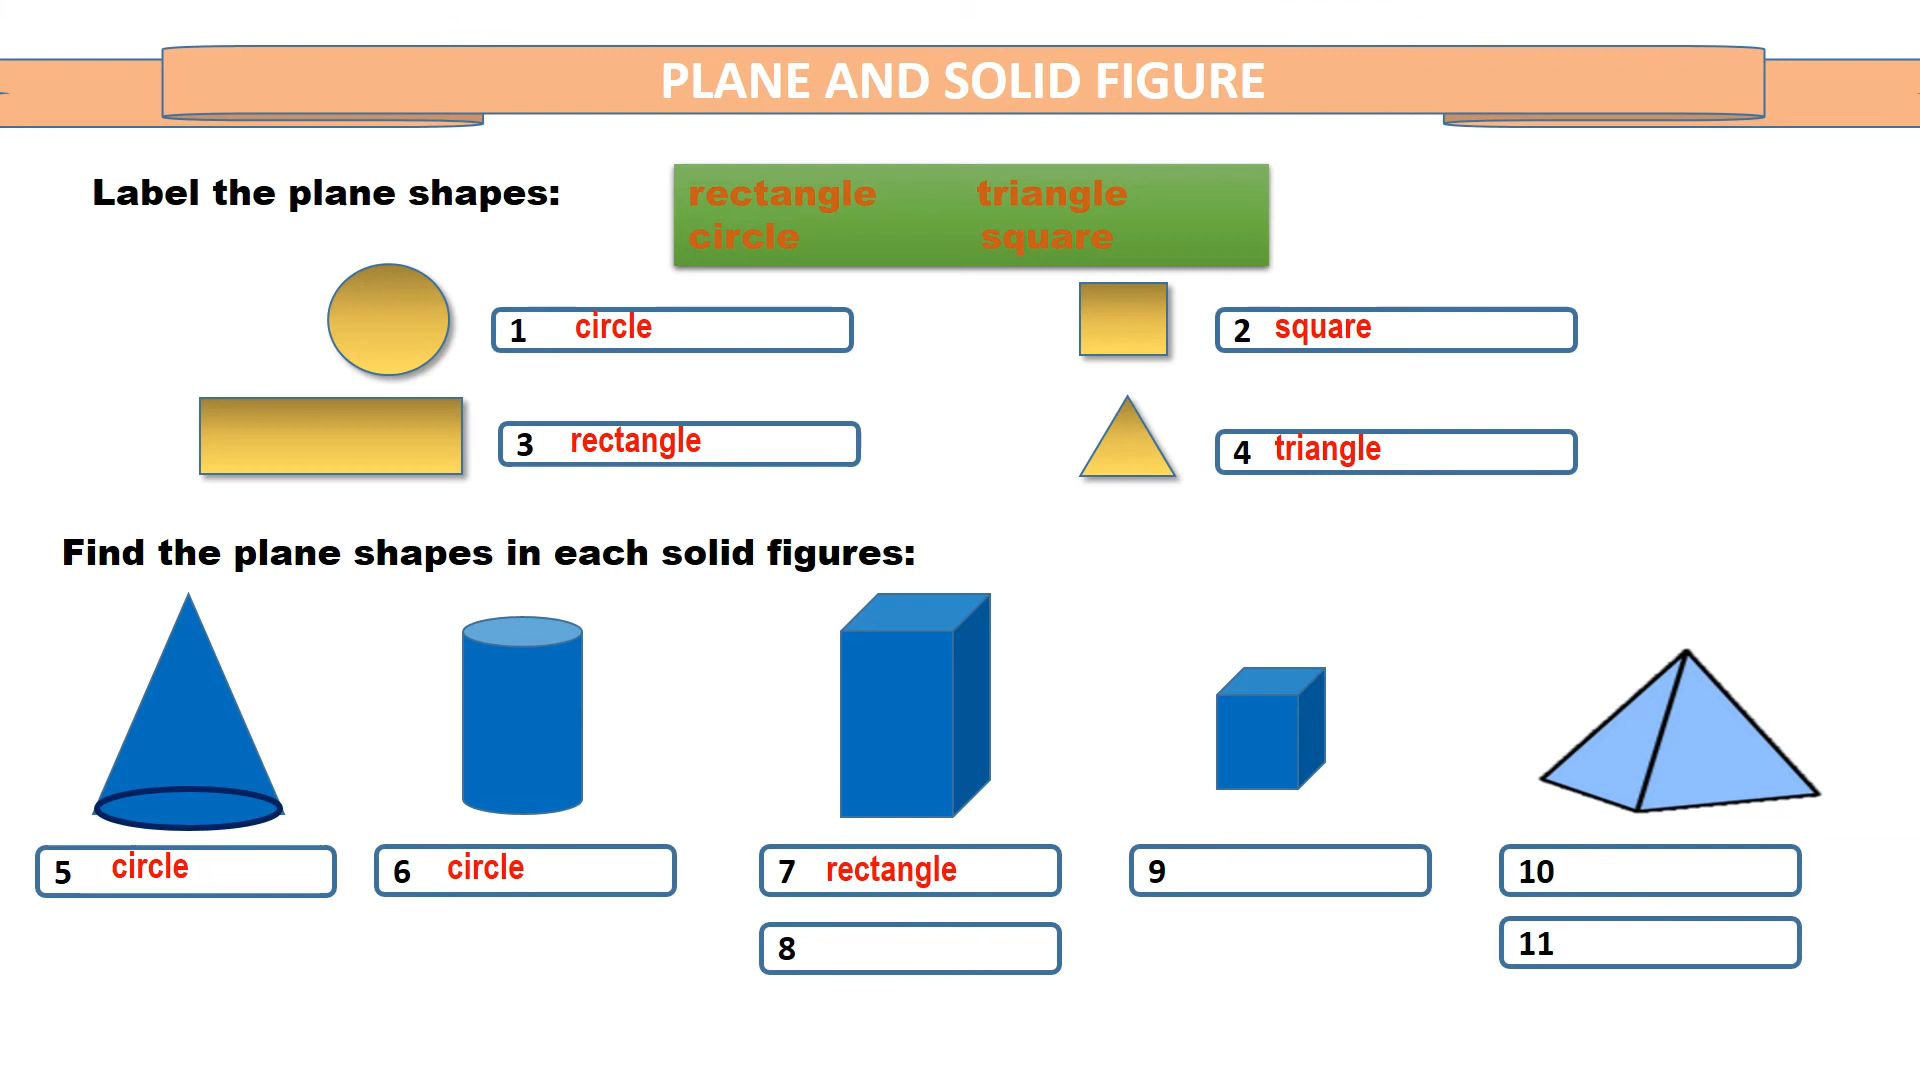 PLANE AND SOLID FIGURE
Label the plane shapes:
rectangle triangle
circle square
1 circle
2 square
3 rectangle
4 triangle
Find the plane shapes in each solid figures:
5 circle
6 circle
7 rectangle
9
10
8
11